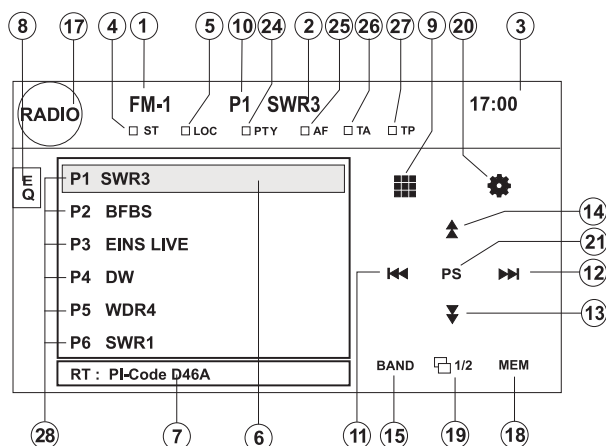 8 17 4 1 5 10 24 2 25 26 27 9 20 3
RADIO FM-1 P1 SWR3 17:00
ST LOC PTY AF TA TP
EQ
P1 SWR3
P2 BFBS
P3 EINS LIVE
P4 DW
P5 WDR4
P6 SWR1
RT : PI-Code D46A
14
21
PS
12
13
BAND 1/2 MEM
28 7 6 11 15 19 18